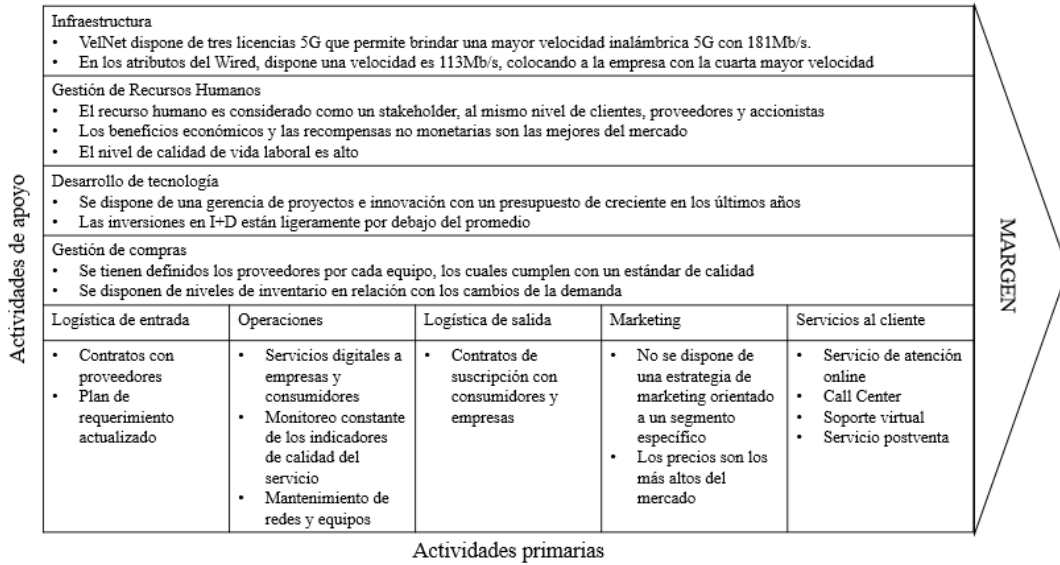 Infraestructura
• VelNet dispone de tres licencias 5G que permite brindar una mayor velocidad inalámbrica 5G con 181Mb/s.
• En los atributos del Wired, dispone una velocidad es 113Mb/s, colocando a la empresa con la cuarta mayor velocidad
Gestión de Recursos Humanos
• El recurso humano es considerado como un stakeholder, al mismo nivel de clientes, proveedores y accionistas
• Los beneficios económicos y las recompensas no monetarias son las mejores del mercado
• El nivel de calidad de vida laboral es alto
Desarrollo de tecnología
• Se dispone de una gerencia de proyectos e innovación con un presupuesto de creciente en los últimos años
• Las inversiones en I+D están ligeramente por debajo del promedio
Gestión de compras
• Se tienen definidos los proveedores por cada equipo, los cuales cumplen con un estándar de calidad
• Se disponen de niveles de inventario en relación con los cambios de la demanda
Actividades de apoyo
Logística de entrada
• Contratos con
proveedores
• Plan de
requerimiento
actualizado
Operaciones
• Servicios digitales a
empresas y
consumidores
• Monitoreo constante
de los indicadores
de calidad del
servicio
• Mantenimiento de
redes y equipos
Logística de salida
• Contratos de
suscripción con
consumidores y
empresas
Marketing
• No se dispone de
una estrategia de
marketing orientado
a un segmento
específico
• Los precios son los
más altos del
mercado
Servicios al cliente
• Servicio de atención
online
• Call Center
• Soporte virtual
• Servicio postventa
MARGEN
Actividades primarias